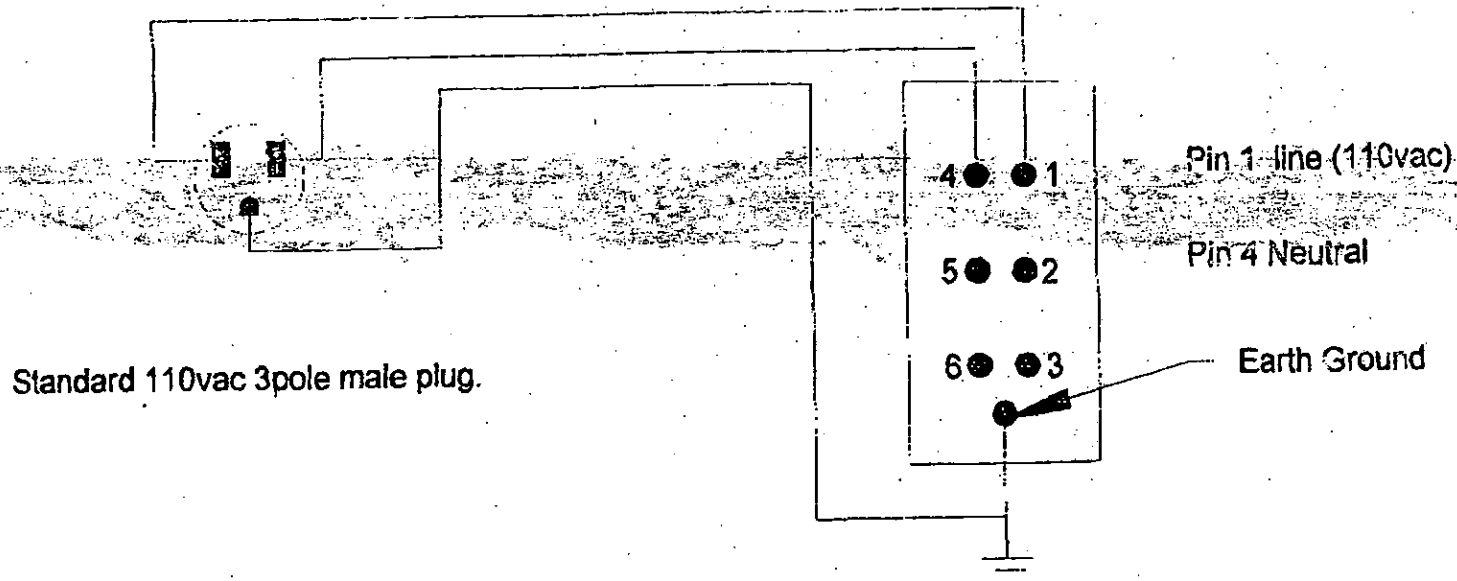 4 1 Pin 1 line (110vac)
5 2 Pin 4 Neutral
6 3 Earth Ground
Standard 110vac 3pole male plug.